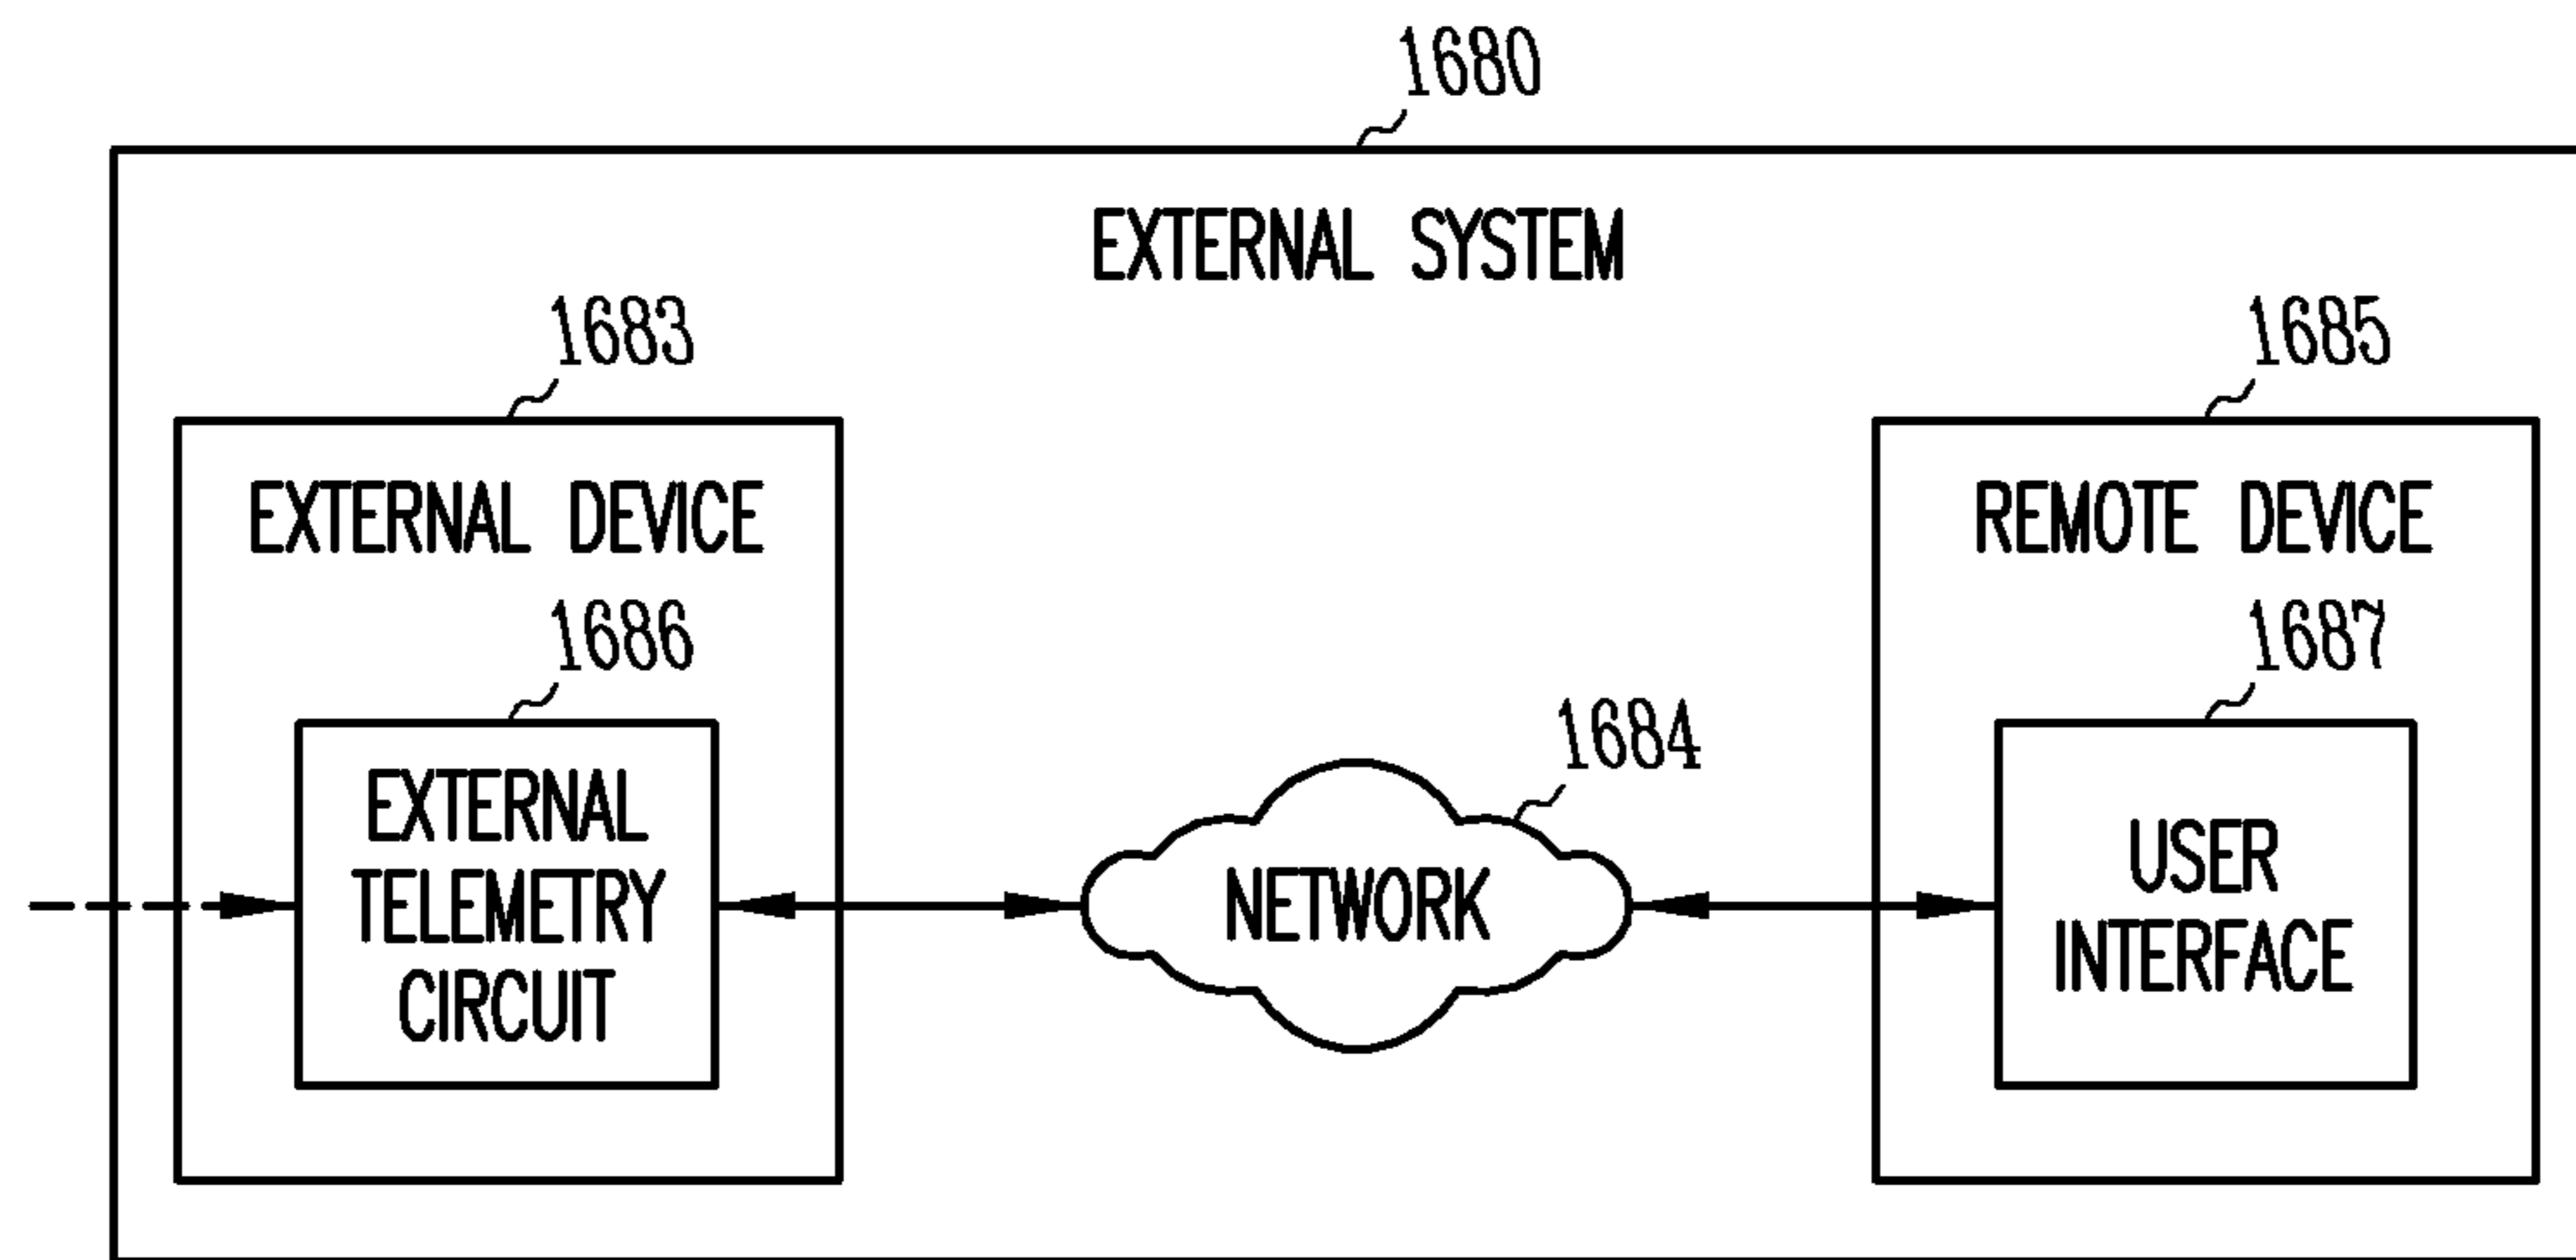 1680
EXTERNAL SYSTEM
1683
1685
EXTERNAL DEVICE
REMOTE DEVICE
1686
1687
EXTERNAL
TELEMETRY
CIRCUIT
1684
NETWORK
USER
INTERFACE